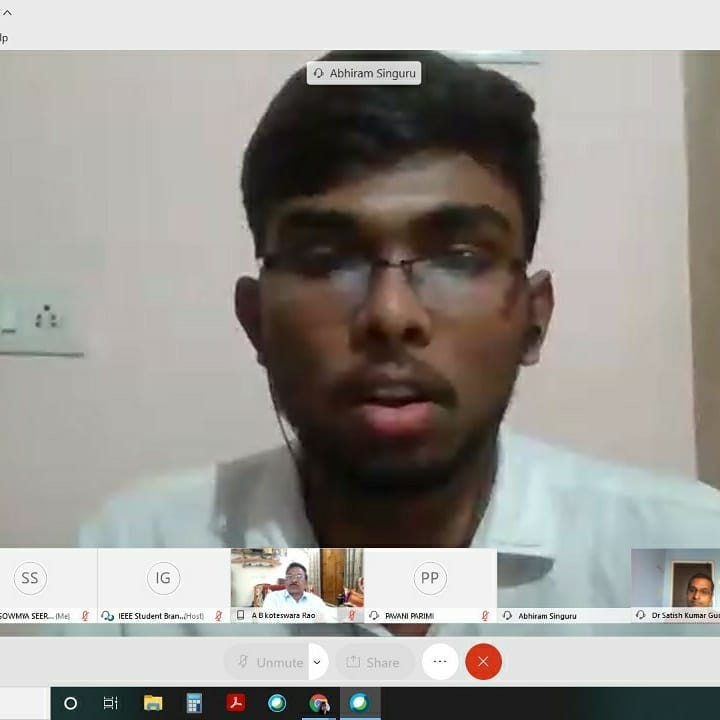 lp
Abhiram Singuru
SS
IG
PP
SOWMYA SEER... (Me)
IEEE Student Bran... (Host)
A B koteswara Rao
PAVANI PARIMI
Abhiram Singuru
Dr Satish Kumar Gu
Unmute
Share